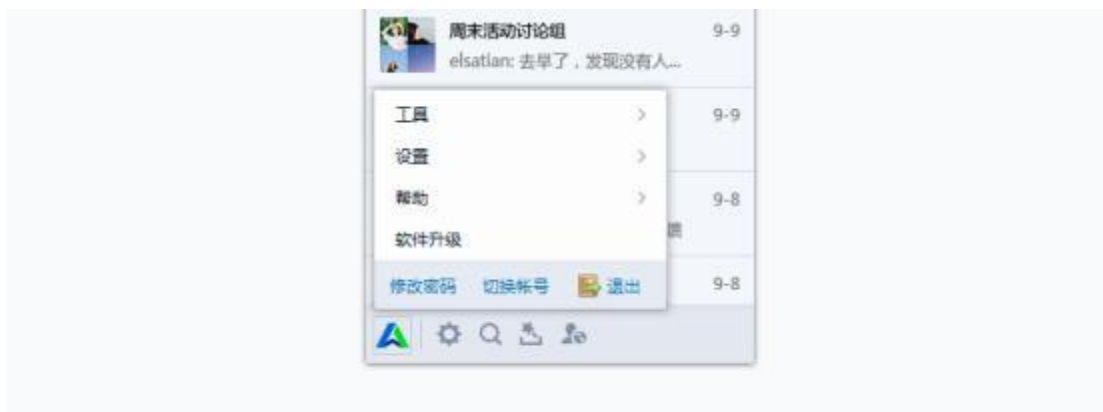 周末活动讨论组 9-9
elsatian: 去早了，发现没有人...
工具 9-9
设置
帮助 9-8
软件升级
修改密码 切换帐号 退出 9-8